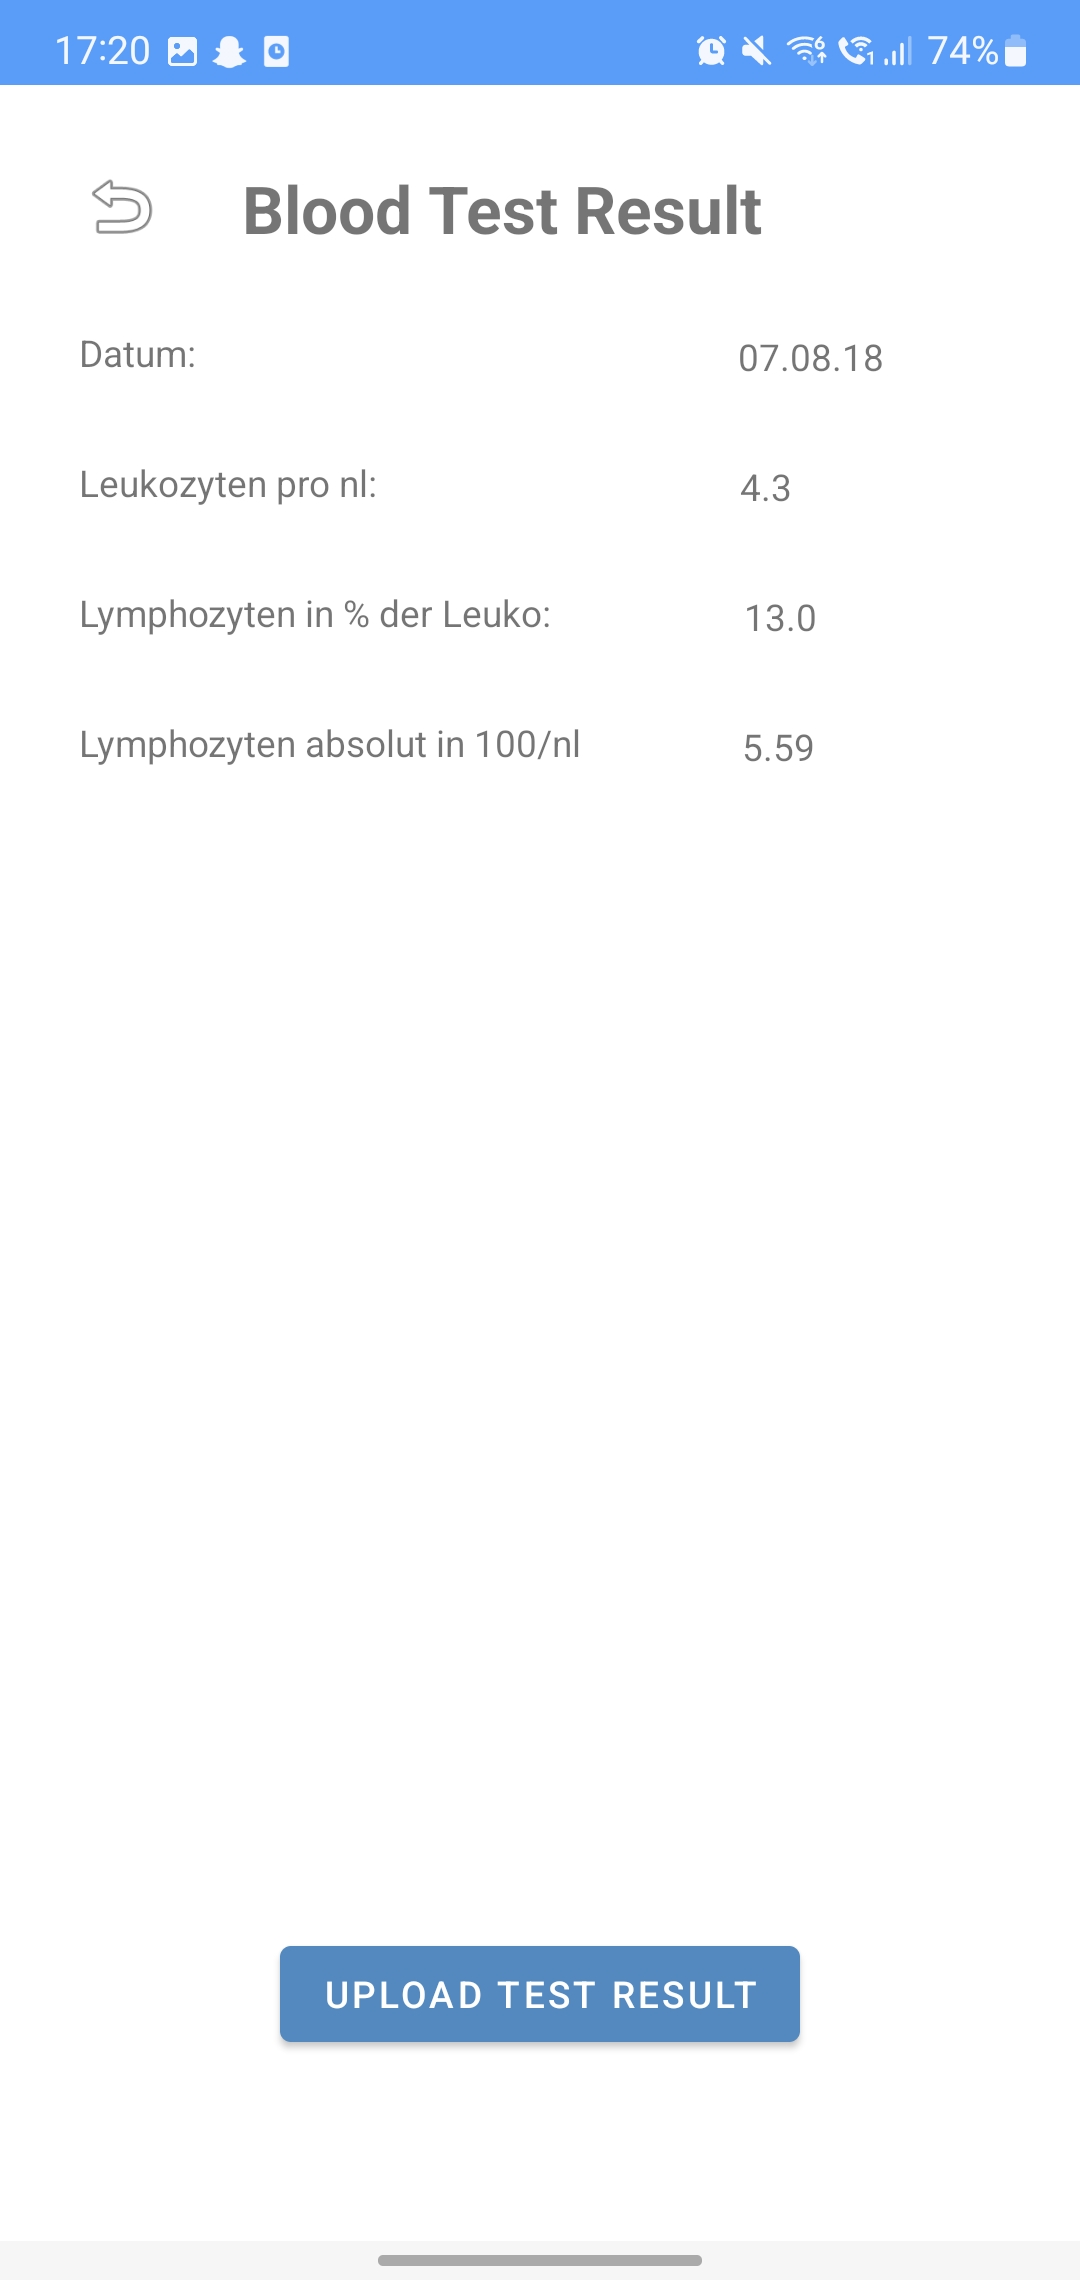 17:20 74%
Blood Test Result
Datum: 07.08.18
Leukozyten pro nl: 4.3
Lymphozyten in % der Leuko: 13.0
Lymphozyten absolut in 100/nl 5.59
UPLOAD TEST RESULT